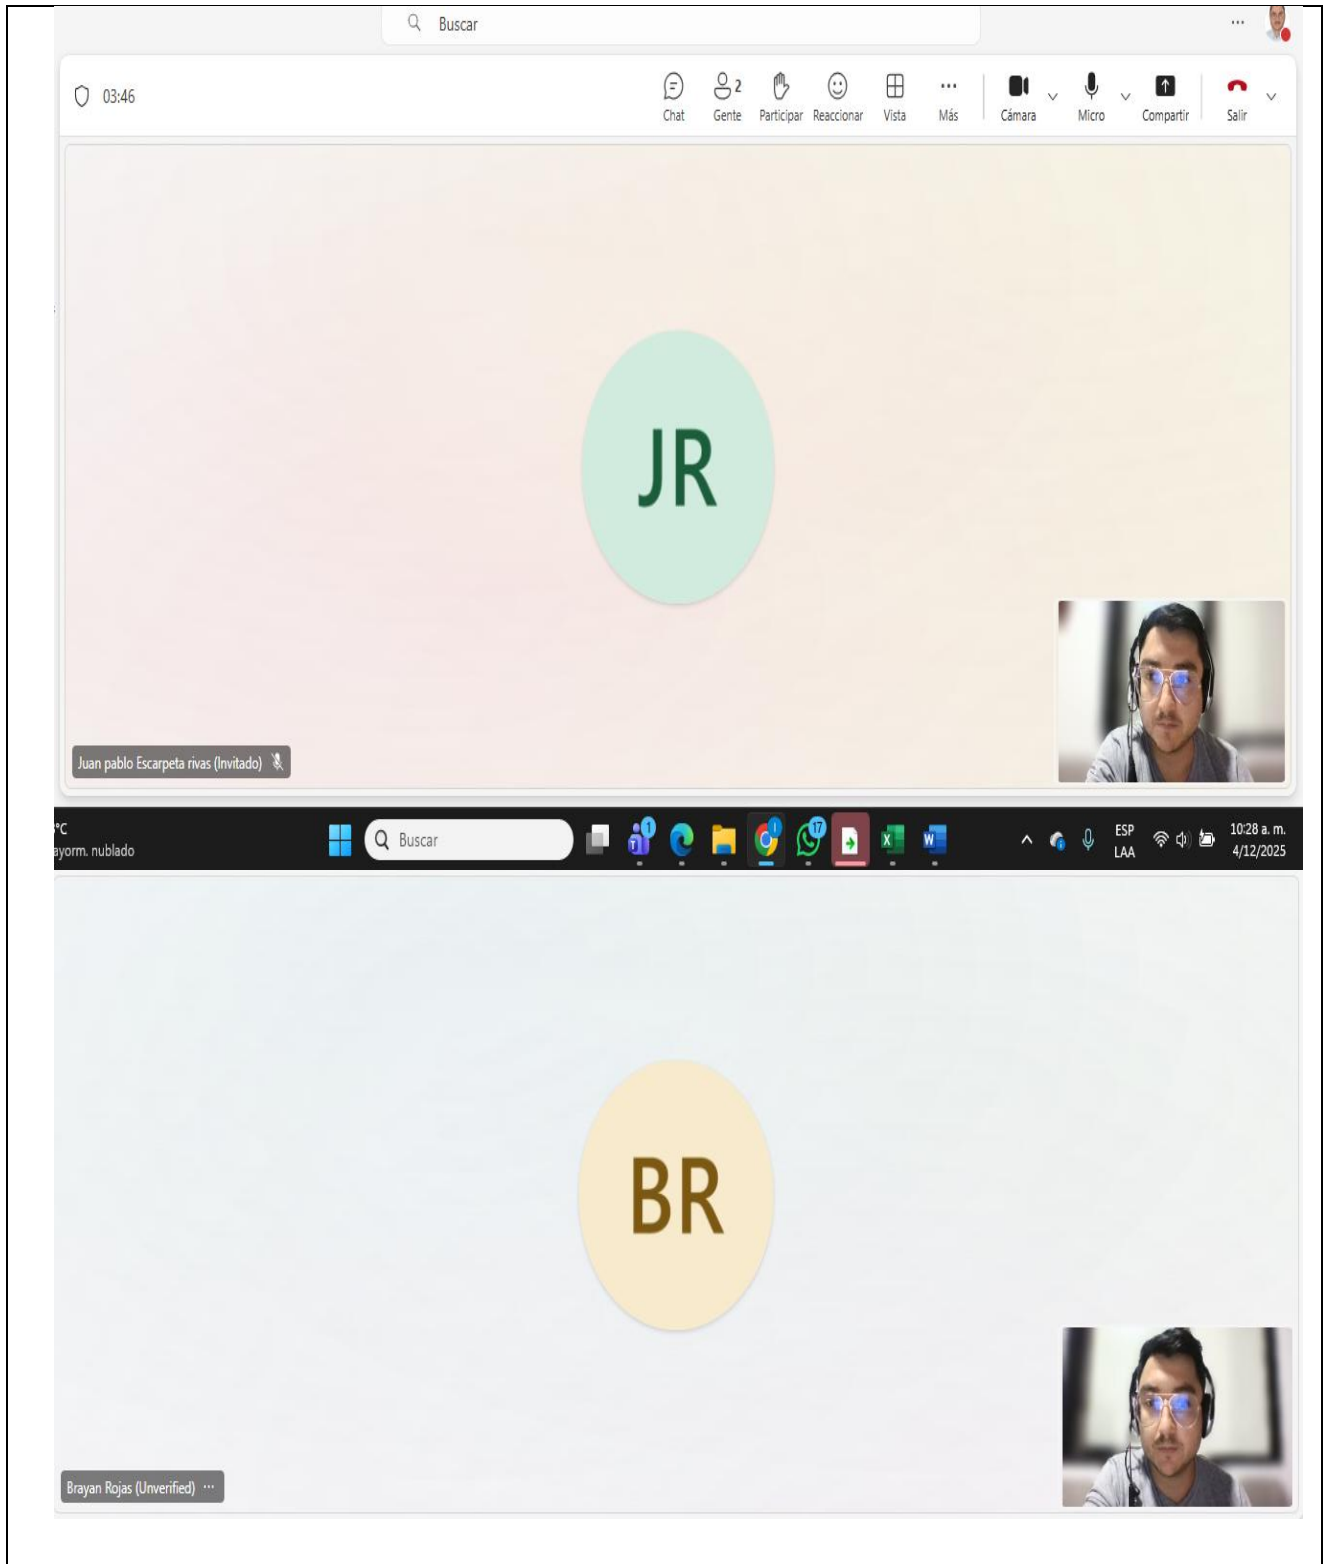 Buscar
03:46
Chat
2
Gente
Participar
Reaccionar
Vista
Más
Cámara
Micro
Compartir
Salir
JR
Juan pablo Escarpeta rivas (Invitado)
°C
ayorm. nublado
Buscar
1
17
ESP
LAA
10:28 a. m.
4/12/2025
BR
Brayan Rojas (Unverified)